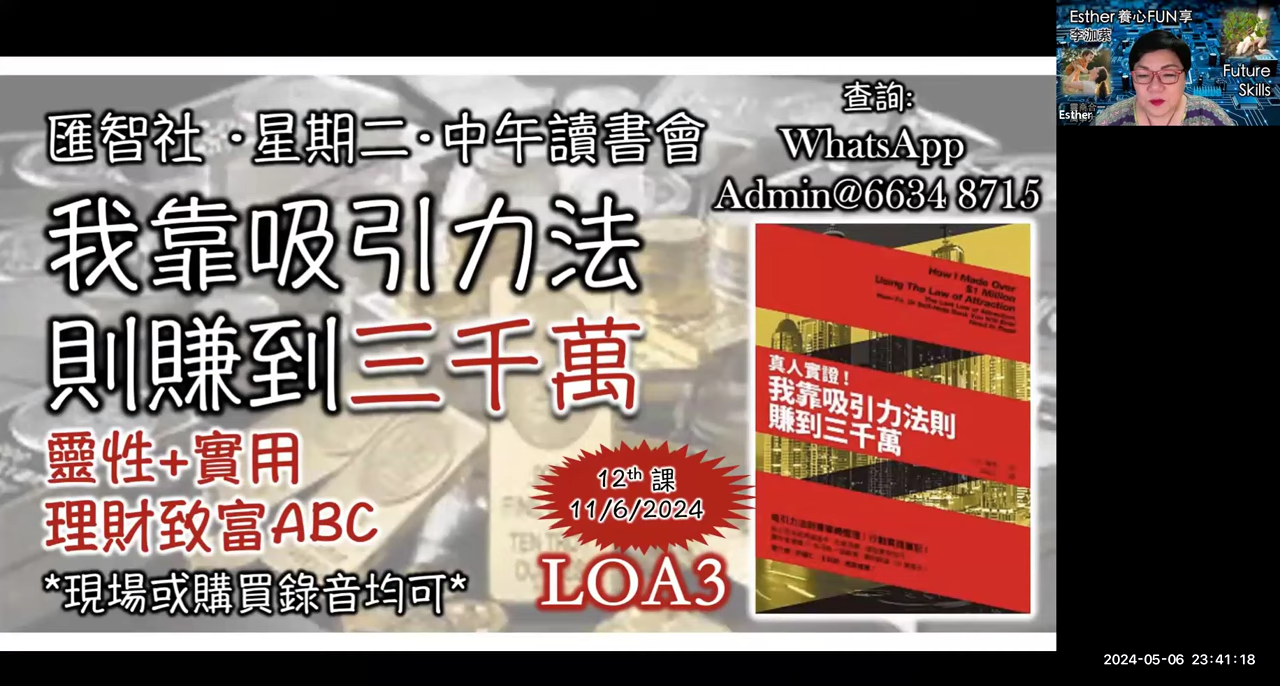 匯智社 ·星期二·中午讀書會
我靠吸引力法
則賺到三千萬
靈性+實用
理財致富ABC
*現場或購買錄音均可*
12th 課
11/6/2024
LOA3
查詢:
WhatsApp
Admin@6634 8715
How I Made Over
$1 Million
Using The Law of Attraction
真人實證！
我靠吸引力法則
賺到三千萬
Esther 養心FUN享
李泇縈
Future
Skills
Esther
2024-05-06 23:41:18